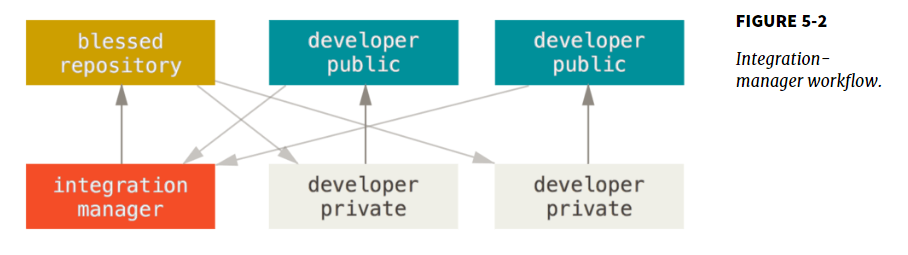 blessed
repository
developer
public
developer
public
integration
manager
developer
private
developer
private
FIGURE 5-2
Integration-
manager workflow.